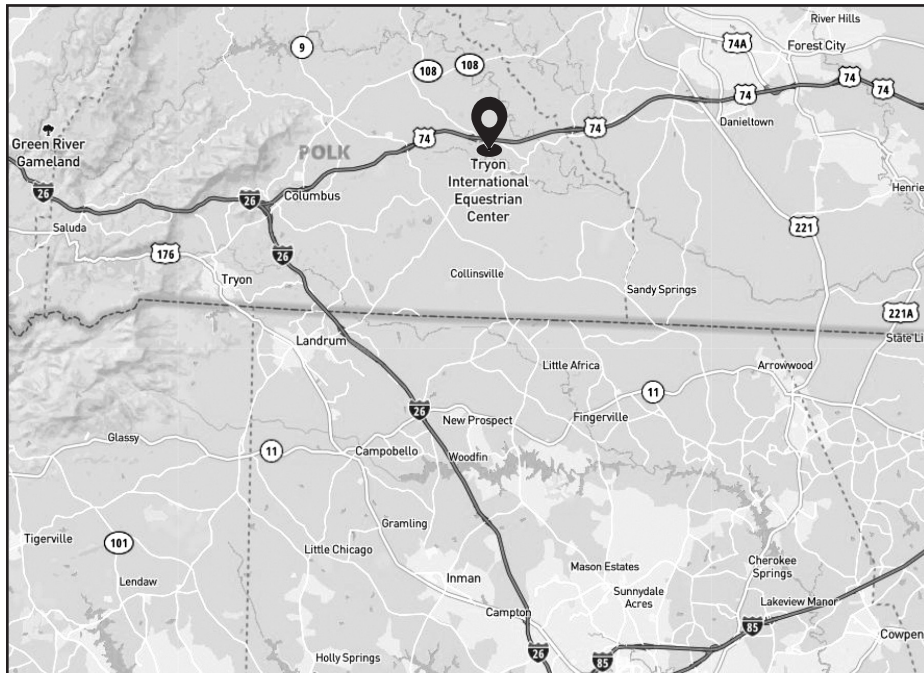 River Hills
74A
Forest City
9
108
108
74
74
74
74
74
Danieltown
Green River
Gameland
POLK
Tryon
International
Equestrian
Center
Henrie
26
26
Columbus
Saluda
221
176
26
Tryon
Collinsville
Sandy Springs
221A
State Li
Landrum
Little Africa
Arrowwood
11
26
New Prospect
Fingerville
Glassy
11
Campobello
Woodfin
Gramling
Tigerville
101
Little Chicago
Lendaw
Inman
Mason Estates
Cherokee
Springs
Sunnydale
Acres
Campton
Lakeview Manor
85
Cowpen
Holly Springs
26
85